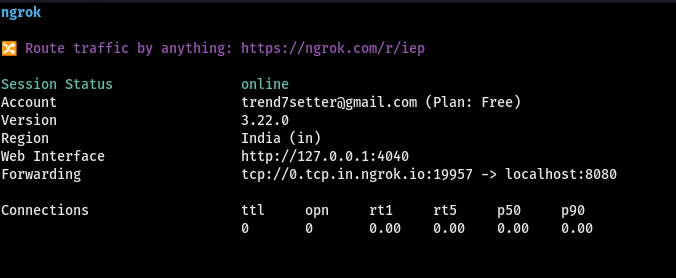 ngrok
🔀 Route traffic by anything: https://ngrok.com/r/iep
Session Status online
Account trend7setter@gmail.com (Plan: Free)
Version 3.22.0
Region India (in)
Web Interface http://127.0.0.1:4040
Forwarding tcp://0.tcp.in.ngrok.io:19957 -> localhost:8080
Connections ttl opn rt1 rt5 p50 p90
0 0 0.00 0.00 0.00 0.00